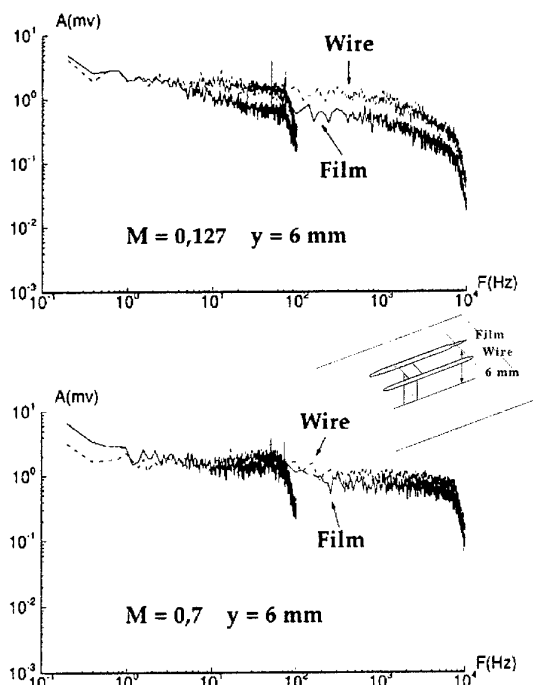 A(mv)
10¹
10⁰
10⁻¹
10⁻²
10⁻³
10⁻¹
10⁰
10¹
10²
10³
10⁴
F(Hz)
Wire
Film
M = 0,127 y = 6 mm
Film
Wire
6 mm
A(mv)
10¹
10⁰
10⁻¹
10⁻²
10⁻³
10⁻¹
10⁰
10¹
10²
10³
10⁴
F(Hz)
Wire
Film
M = 0,7 y = 6 mm